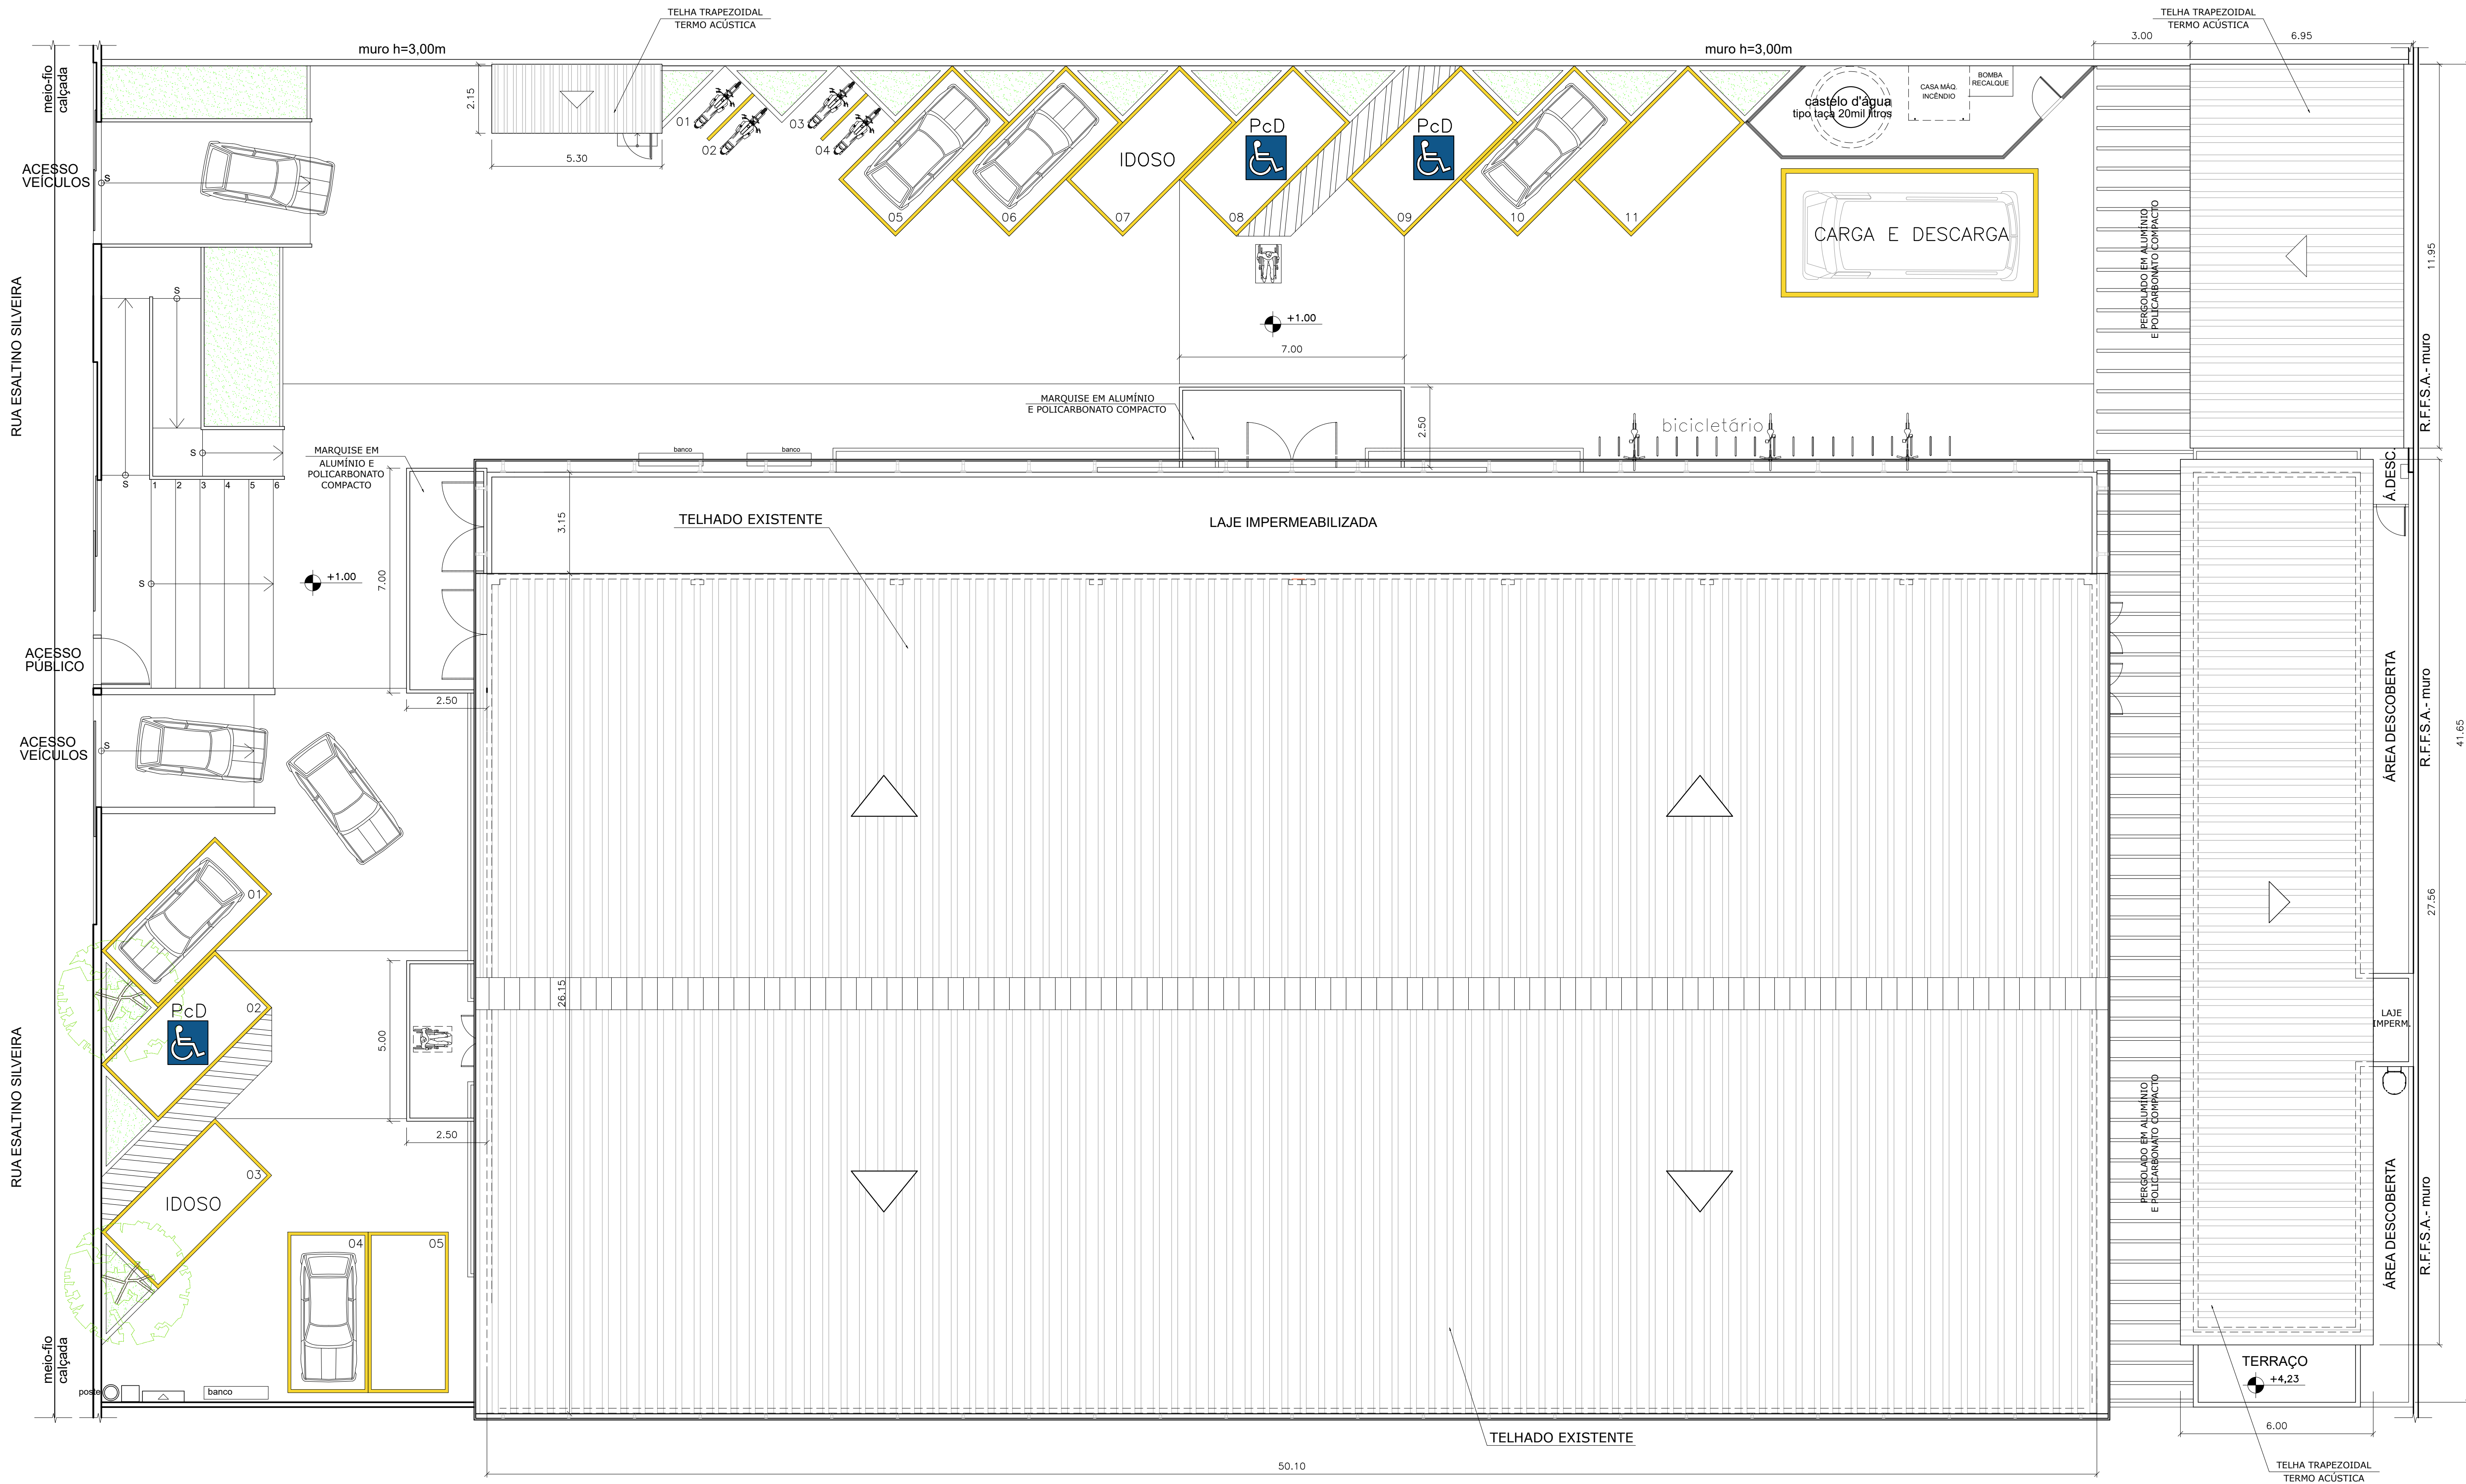 TELHA TRAPEZOIDAL
TERMO ACÚSTICA
TELHA TRAPEZOIDAL
TERMO ACÚSTICA
muro h=3,00m
muro h=3,00m
3.00
6.95
meio-fio
calçada
2.15
5.30
01
02
03
04
ACESSO
VEÍCULOS
S
05
06
IDOSO
07
PcD
08
PcD
09
10
11
castelo d'água
tipo taça 20mil litros
CASA MÁQ.
INCÊNDIO
BOMBA
RECALQUE
CARGA E DESCARGA
PERGOLADO EM ALUMÍNIO
E POLICARBONATO COMPACTO
11.95
R.F.F.S.A.- muro
RUA ESALTINO SILVEIRA
S
S
S
1
2
3
4
5
6
S
+1.00
7.00
MARQUISE EM ALUMÍNIO
E POLICARBONATO COMPACTO
2.50
bicicletário
banco
banco
MARQUISE EM
ALUMÍNIO E
POLICARBONATO
COMPACTO
3.15
TELHADO EXISTENTE
LAJE IMPERMEABILIZADA
Á.DESC.
+1.00
7.00
2.50
ACESSO
PÚBLICO
ACESSO
VEÍCULOS
S
ÁREA DESCOBERTA
R.F.F.S.A.- muro
41.65
27.56
01
PcD
02
IDOSO
03
04
05
5.00
2.50
26.15
LAJE
IMPERM.
PERGOLADO EM ALUMÍNIO
E POLICARBONATO COMPACTO
ÁREA DESCOBERTA
R.F.F.S.A.- muro
RUA ESALTINO SILVEIRA
meio-fio
calçada
poste
banco
TERRAÇO
+4,23
6.00
TELHADO EXISTENTE
50.10
TELHA TRAPEZOIDAL
TERMO ACÚSTICA